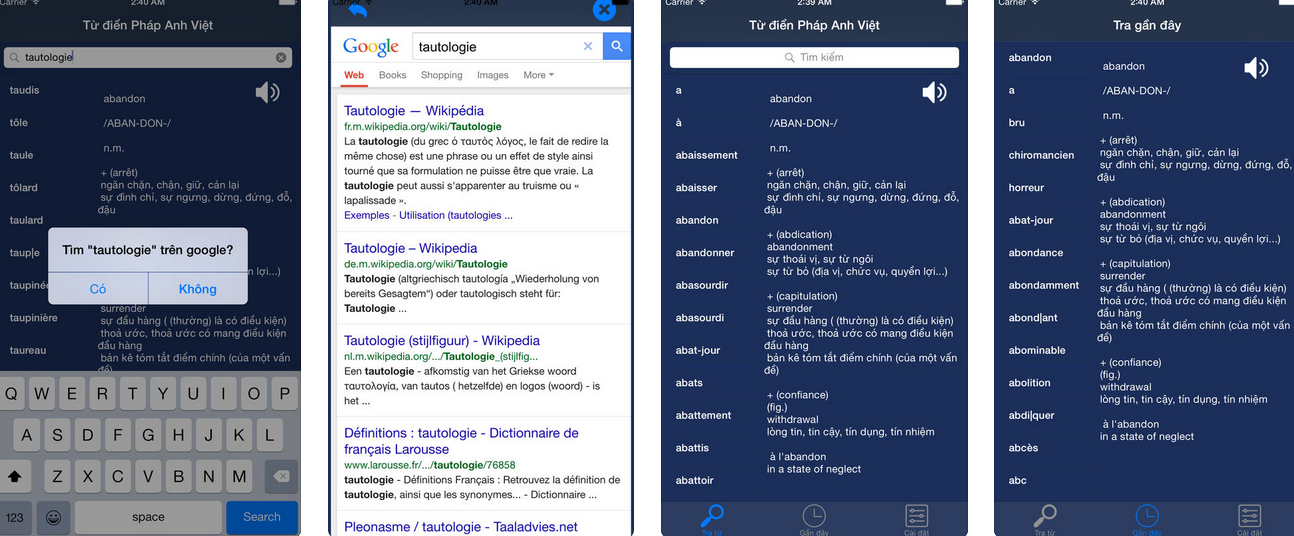 Carrier
2:40 AM
Từ điển Pháp Anh Việt
tautologie
taudis
abandon
tôle
/ABAN-DON-/
taule
n.m.
tôlard
+ (arrêt)
ngăn chặn, chận, giữ, cản lại
sự đình chỉ, sự ngưng, dừng, đứng, đỗ,
đậu
taulard
taup|e
taupinière
taureau
Tìm "tautologie" trên google?
Có
Không
n lợi...)
surrender
sự đầu hàng ( (thường) là có điều kiện)
thoả ước, thoả ước có mang điều kiện
đầu hàng
bản kê tóm tắt điểm chính (của một vấn
đề)
Q W E R T Y U I O P
A S D F G H J K L
Z X C V B N M
123
space
Search
2:40 AM
Google
tautologie
Web
Books
Shopping
Images
More
Tautologie — Wikipédia
fr.m.wikipedia.org/wiki/Tautologie
La tautologie (du grec ὁ ταυτὸς λόγος, le fait de redire la
même chose) est une phrase ou un effet de style ainsi
tourné que sa formulation ne puisse être que vraie. La
tautologie peut aussi s'apparenter au truisme ou «
lapalissade ».
Exemples - Utilisation (tautologies ...
Tautologie – Wikipedia
de.m.wikipedia.org/wiki/Tautologie
Tautologie (altgriechisch tautología „Wiederholung von
bereits Gesagtem") oder tautologisch steht für:
Tautologie ...
Tautologie (stijlfiguur) - Wikipedia
nl.m.wikipedia.org/.../Tautologie_(stijlfig...
Een tautologie - afkomstig van het Griekse woord
ταυτολογία, van tautos ( hetzelfde) en logos (woord) - is
het ...
Définitions : tautologie - Dictionnaire de
français Larousse
www.larousse.fr/.../tautologie/76858
tautologie - Définitions Français : Retrouvez la définition de
tautologie, ainsi que les synonymes... - Dictionnaire ...
Pleonasme / tautologie - Taaladvies.net
Carrier
2:39 AM
Từ điển Pháp Anh Việt
Tìm kiếm
a
à
abaissement
abaisser
abandon
abandonner
abasourdir
abasourdi
abat-jour
abats
abattement
abattis
abattoir
abandon
/ABAN-DON-/
n.m.
+ (arrêt)
ngăn chặn, chận, giữ, cản lại
sự đình chỉ, sự ngưng, dừng, đứng, đỗ,
đậu
+ (abdication)
abandonment
sự thoái vị, sự từ ngôi
sự từ bỏ (địa vị, chức vụ, quyền lợi...)
+ (capitulation)
surrender
sự đầu hàng ( (thường) là có điều kiện)
thoả ước, thoả ước có mang điều kiện
đầu hàng
bản kê tóm tắt điểm chính (của một vấn
đề)
+ (confiance)
(fig.)
withdrawal
lòng tin, tin cậy, tín dụng, tín nhiệm
à l'abandon
in a state of neglect
Tra từ
Gần đây
Cài đặt
Carrier
2:40 AM
Tra gần đây
abandon
a
bru
chiromancien
horreur
abat-jour
abondance
abondamment
abond|ant
abominable
abolition
abdi|quer
abcès
abc
abandon
/ABAN-DON-/
n.m.
+ (arrêt)
ngăn chặn, chận, giữ, cản lại
sự đình chỉ, sự ngưng, dừng, đứng, đỗ,
đậu
+ (abdication)
abandonment
sự thoái vị, sự từ ngôi
sự từ bỏ (địa vị, chức vụ, quyền lợi...)
+ (capitulation)
surrender
sự đầu hàng ( (thường) là có điều kiện)
thoả ước, thoả ước có mang điều kiện
đầu hàng
bản kê tóm tắt điểm chính (của một vấn
đề)
+ (confiance)
(fig.)
withdrawal
lòng tin, tin cậy, tín dụng, tín nhiệm
à l'abandon
in a state of neglect
Tra từ
Gần đây
Cài đặt